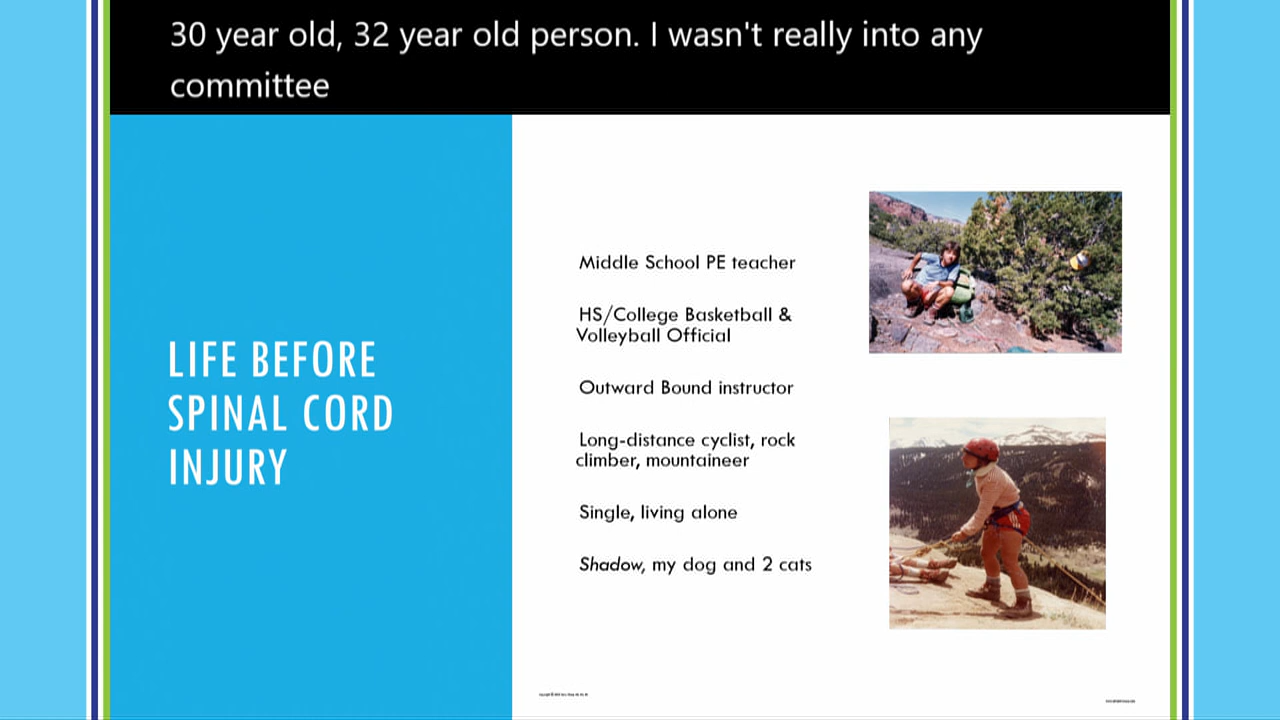 30 year old, 32 year old person. I wasn't really into any
committee
LIFE BEFORE
SPINAL CORD
INJURY
Middle School PE teacher
HS/College Basketball &
Volleyball Official
Outward Bound instructor
Long-distance cyclist, rock
climber, mountaineer
Single, living alone
Shadow, my dog and 2 cats